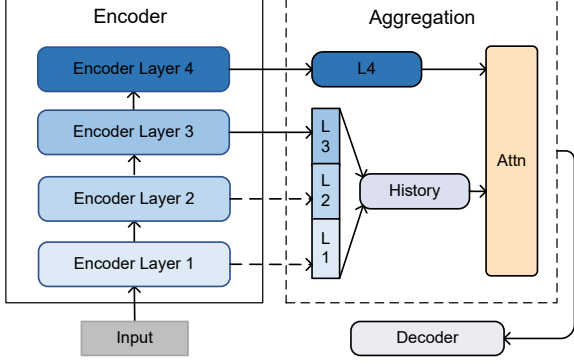 Encoder
Aggregation
Encoder Layer 4
L4
Encoder Layer 3
L
3
Encoder Layer 2
L
2
History
Attn
Encoder Layer 1
L
1
Input
Decoder